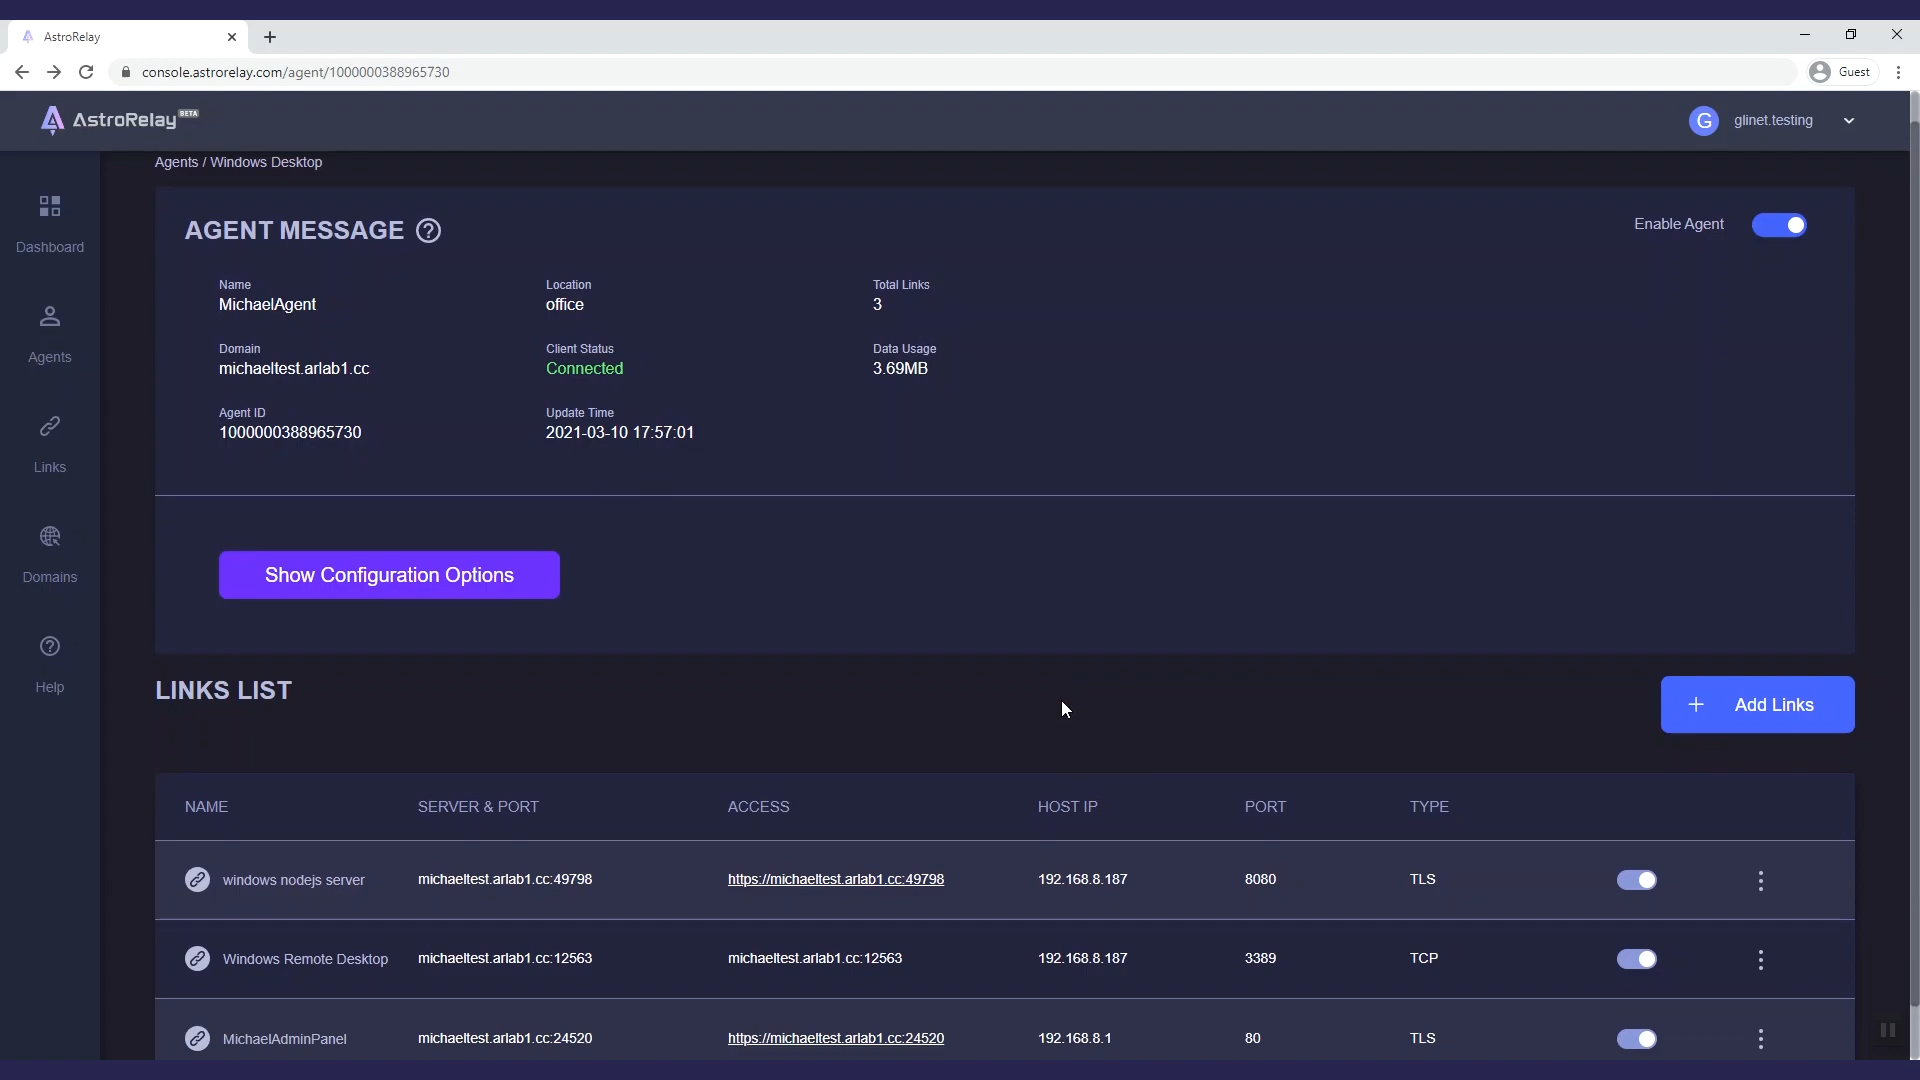 AstroRelay
console.astrorelay.com/agent/1000000388965730
Guest
AstroRelay BETA
G glinet.testing
Agents / Windows Desktop
Dashboard
Agents
Links
Domains
Help
AGENT MESSAGE ?
Enable Agent
Name Location Total Links
MichaelAgent office 3
Domain Client Status Data Usage
michaeltest.arlab1.cc Connected 3.69MB
Agent ID Update Time
1000000388965730 2021-03-10 17:57:01
Show Configuration Options
LINKS LIST
+ Add Links
NAME SERVER & PORT ACCESS HOST IP PORT TYPE
windows nodejs server michaeltest.arlab1.cc:49798 https://michaeltest.arlab1.cc:49798 192.168.8.187 8080 TLS
Windows Remote Desktop michaeltest.arlab1.cc:12563 michaeltest.arlab1.cc:12563 192.168.8.187 3389 TCP
MichaelAdminPanel michaeltest.arlab1.cc:24520 https://michaeltest.arlab1.cc:24520 192.168.8.1 80 TLS